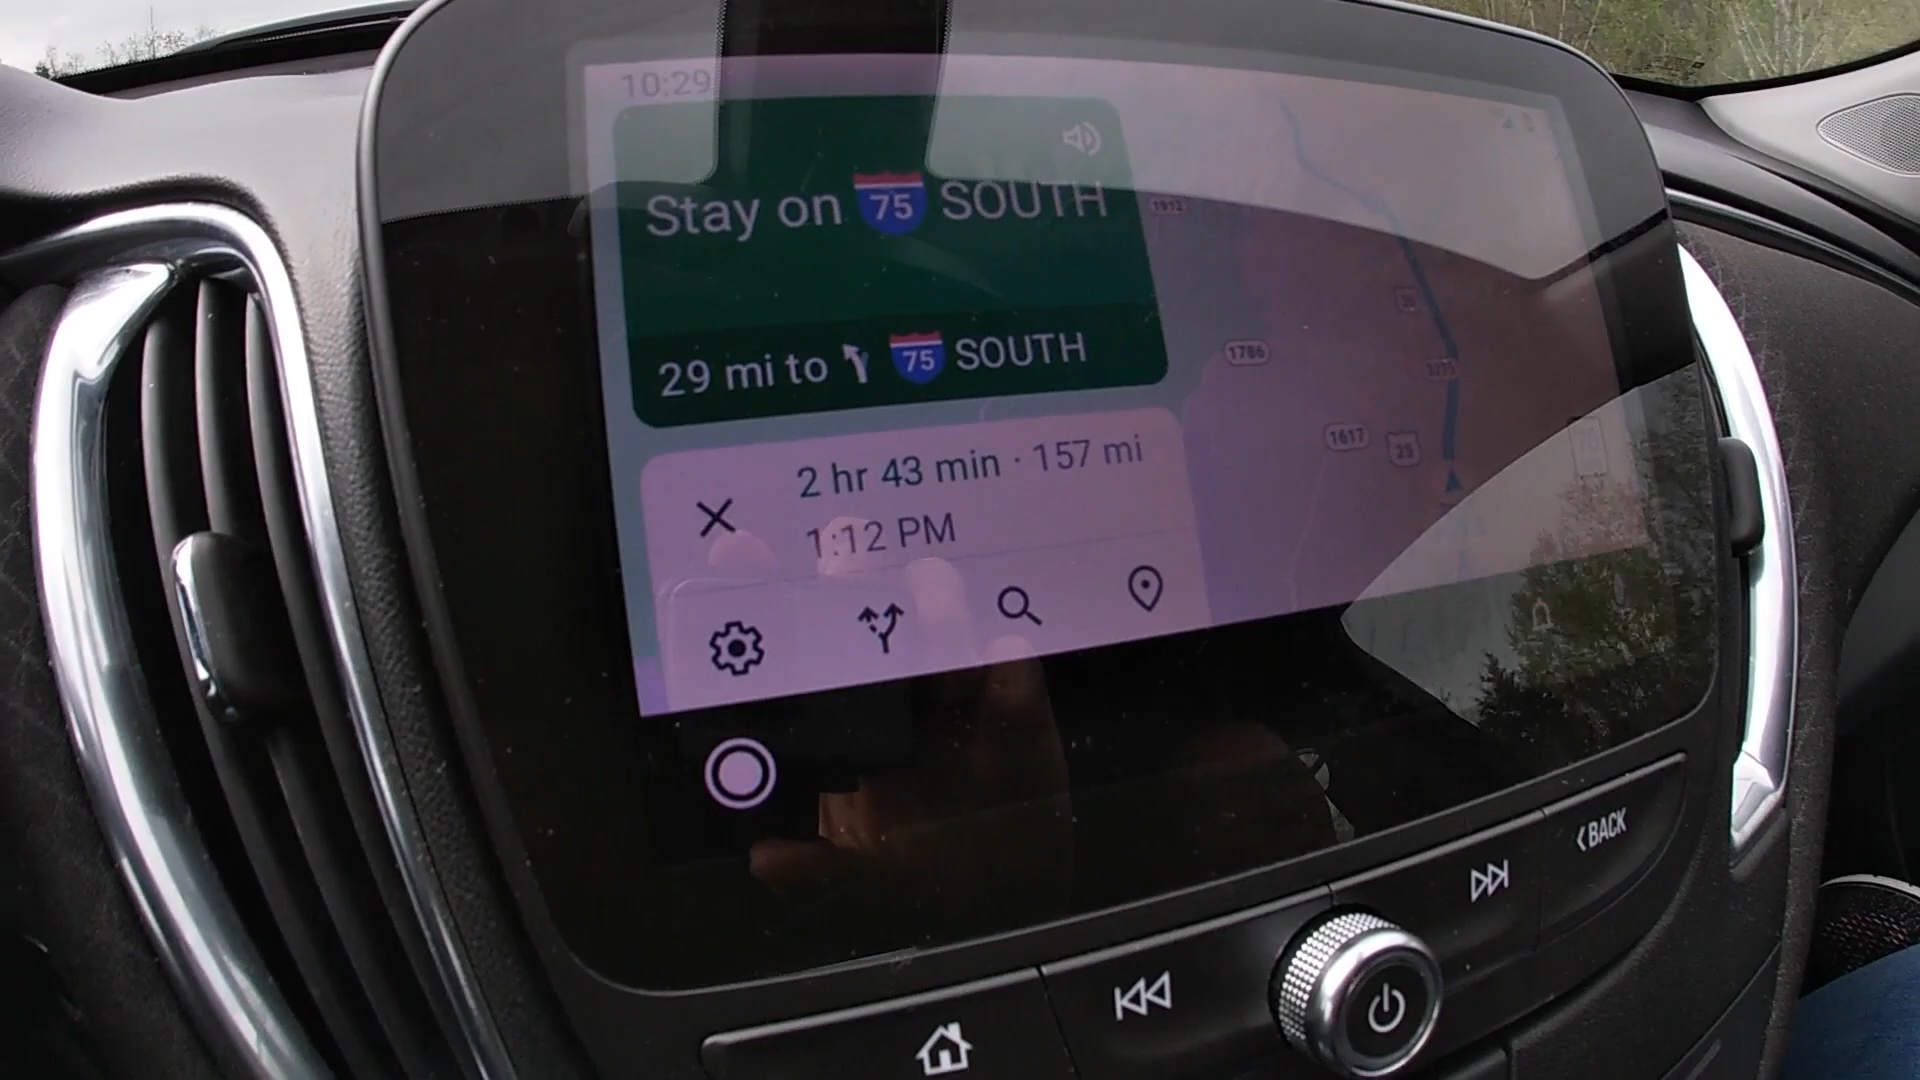 10:29
Stay on 75 SOUTH
29 mi to 75 SOUTH
2 hr 43 min · 157 mi
1:12 PM
1912
1786
1617
25
BACK